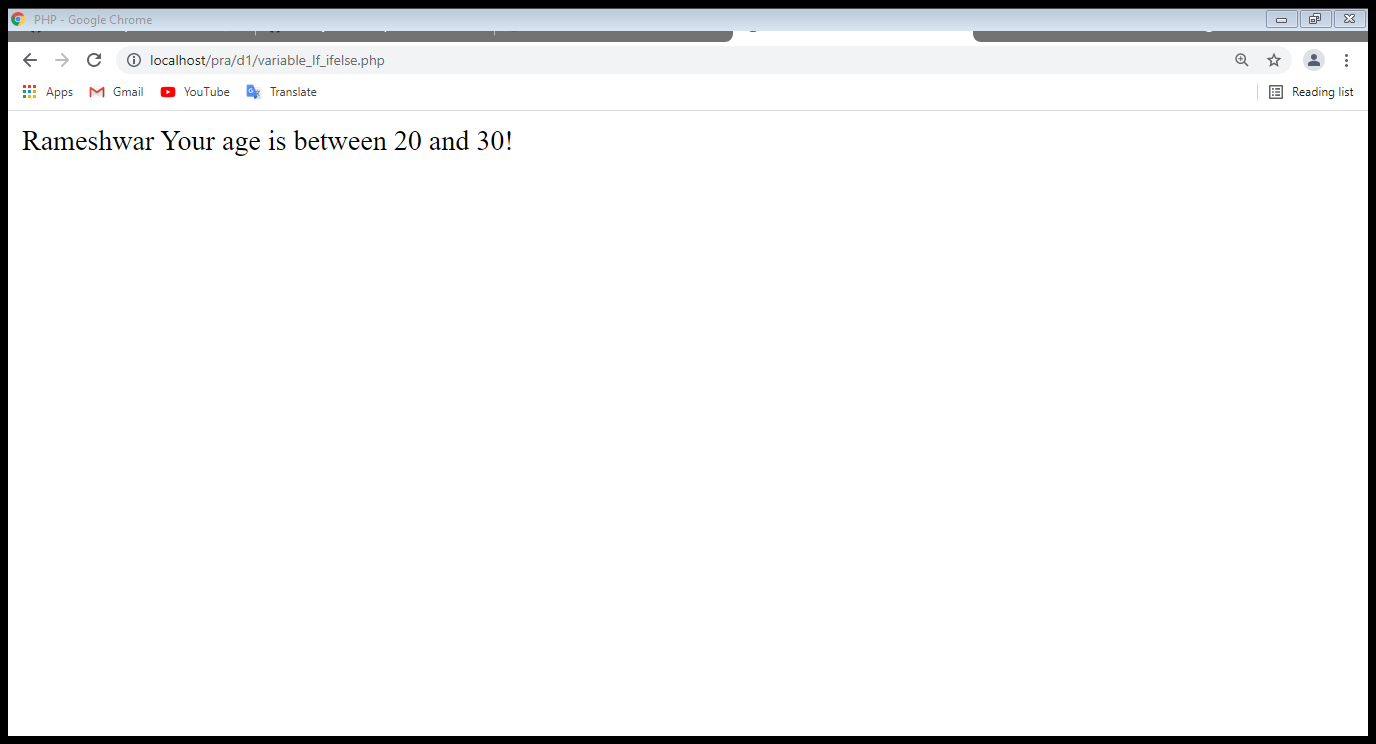 PHP - Google Chrome
localhost/pra/d1/variable_lf_ifelse.php
Apps Gmail YouTube Translate Reading list
Rameshwar Your age is between 20 and 30!